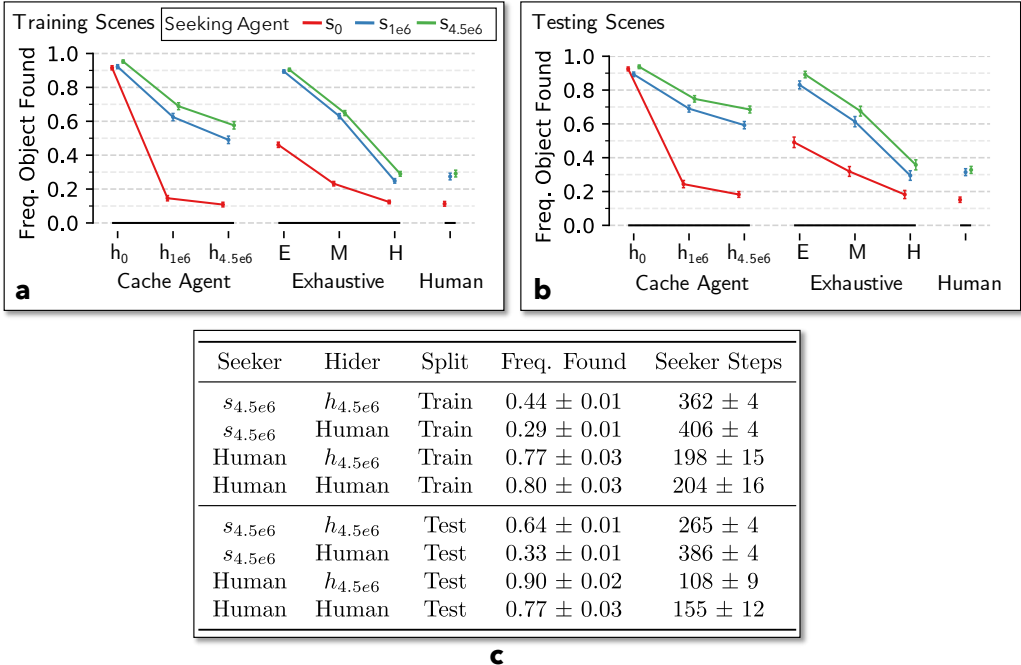 Training Scenes
Seeking Agent s₀ s₁ₑ₆ s₄.₅ₑ₆
a
Freq. Object Found
1.0
0.8
0.6
0.4
0.2
0.0
h₀ h₁ₑ₆ h₄.₅ₑ₆ E M H
Cache Agent Exhaustive Human
Testing Scenes
b
Freq. Object Found
1.0
0.8
0.6
0.4
0.2
0.0
h₀ h₁ₑ₆ h₄.₅ₑ₆ E M H
Cache Agent Exhaustive Human
Seeker Hider Split Freq. Found Seeker Steps
s₄.₅ₑ₆ h₄.₅ₑ₆ Train 0.44 ± 0.01 362 ± 4
s₄.₅ₑ₆ Human Train 0.29 ± 0.01 406 ± 4
Human h₄.₅ₑ₆ Train 0.77 ± 0.03 198 ± 15
Human Human Train 0.80 ± 0.03 204 ± 16
s₄.₅ₑ₆ h₄.₅ₑ₆ Test 0.64 ± 0.01 265 ± 4
s₄.₅ₑ₆ Human Test 0.33 ± 0.01 386 ± 4
Human h₄.₅ₑ₆ Test 0.90 ± 0.02 108 ± 9
Human Human Test 0.77 ± 0.03 155 ± 12
c